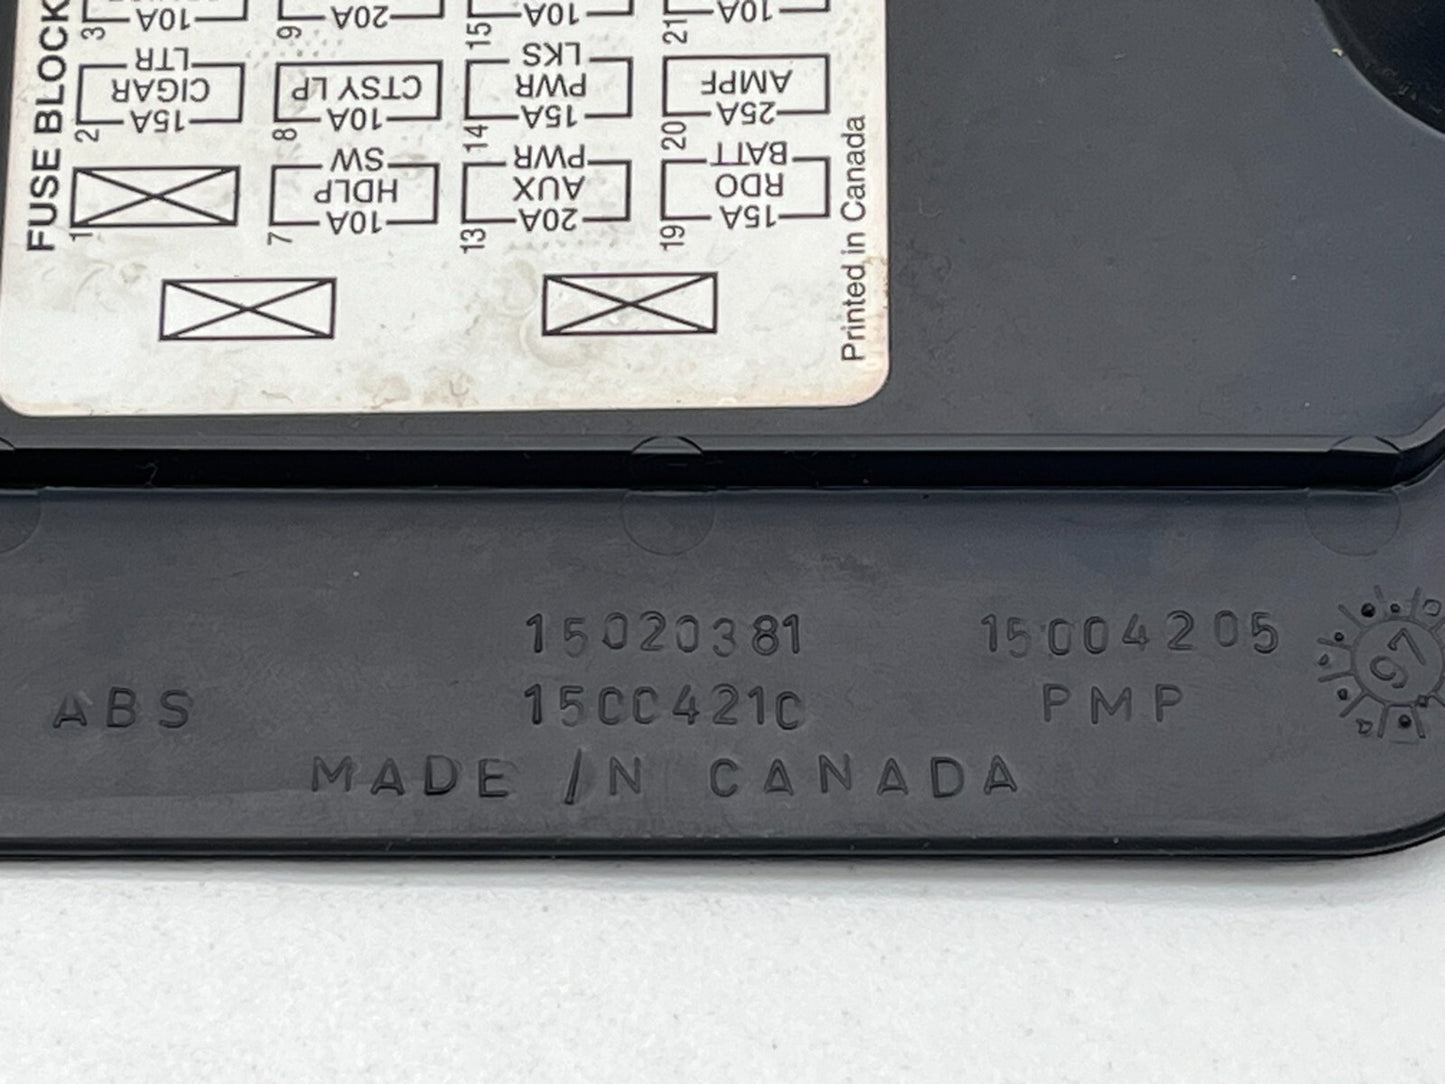 FUSE BLOCK
3
10A
9
20A
15
10A
21
10A
2
15A
CIGAR
LTR
8
10A
CTSY LP
14
15A
PWR
LKS
20
25A
AMPF
1
7
10A
HDLP
SW
13
20A
AUX
PWR
19
15A
RDO
BATT
Printed in Canada
15020381
15004205
ABS
15004210
PMP
97
MADE IN CANADA